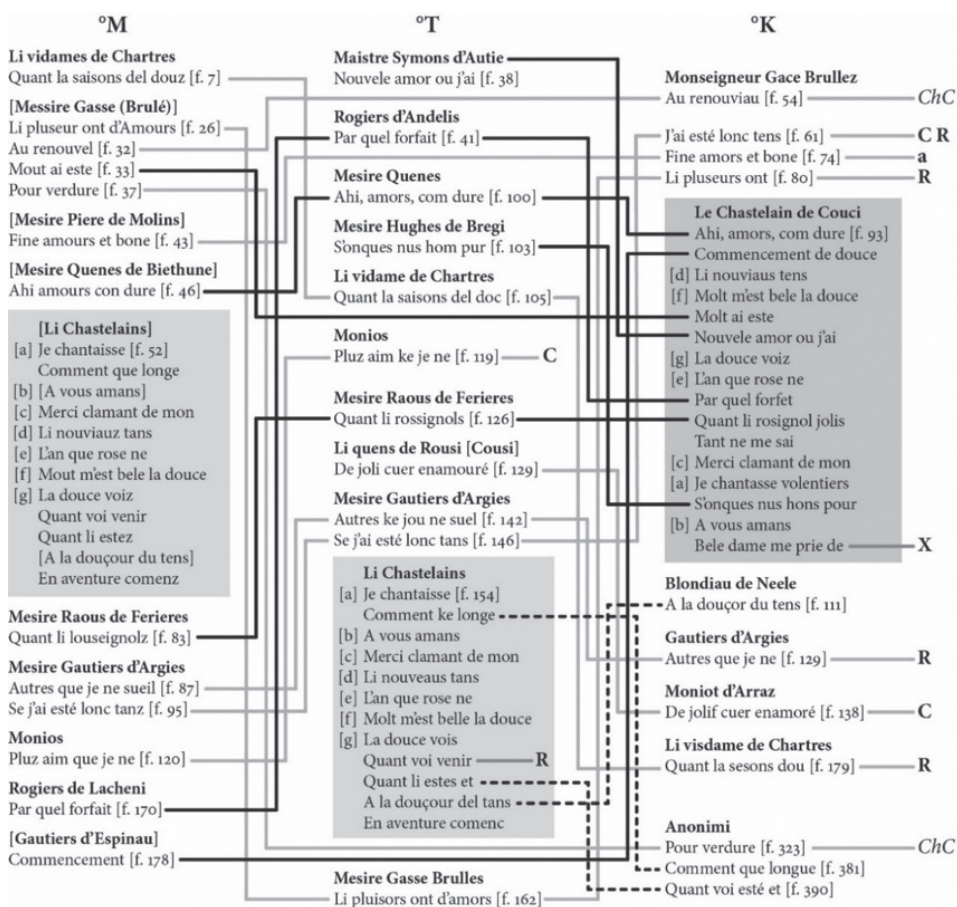 °M
Li vidames de Chartres
Quant la saisons del douz [f. 7]
[Messire Gasse (Brulé)]
Li pluseur ont d'Amours [f. 26]
Au renouvel [f. 32]
Mout ai este [f. 33]
Pour verdure [f. 37]
[Mesire Piere de Molins]
Fine amours et bone [f. 43]
[Mesire Quenes de Biethune]
Ahi amours con dure [f. 46]
[Li Chastelains]
[a] Je chantaisse [f. 52]
Comment que longe
[b] [A vous amans]
[c] Merci clamant de mon
[d] Li nouviauz tans
[e] L'an que rose ne
[f] Mout m'est bele la douce
[g] La douce voiz
Quant voi venir
Quant li estez
[A la douçour du tens]
En aventure comenz
Mesire Raous de Ferieres
Quant li louseignolz [f. 83]
Mesire Gautiers d'Argies
Autres que je ne sueil [f. 87]
Se j'ai esté lonc tanz [f. 95]
Monios
Pluz aim que je ne [f. 120]
Rogiers de Lacheni
Par quel forfait [f. 170]
[Gautiers d'Espinau]
Commencement [f. 178]
°T
Maistre Symons d'Autie
Nouvele amor ou j'ai [f. 38]
Rogiers d'Andelis
Par quel forfait [f. 41]
Mesire Quenes
Ahi, amors, com dure [f. 100]
Mesire Hughes de Bregi
S'onques nus hom pur [f. 103]
Li vidame de Chartres
Quant la saisons del doc [f. 105]
Monios
Pluz aim ke je ne [f. 119] C
Mesire Raous de Ferieres
Quant li rossignols [f. 126]
Li quens de Rousi [Cousi]
De joli cuer enamouré [f. 129]
Mesire Gautiers d'Argies
Autres ke jou ne suel [f. 142]
Se j'ai esté lonc tans [f. 146]
Li Chastelains
[a] Je chantaisse [f. 154]
Comment ke longe
[b] A vous amans
[c] Merci clamant de mon
[d] Li nouveaus tans
[e] L'an que rose ne
[f] Molt m'est belle la douce
[g] La douce vois
Quant voi venir R
Quant li estes et
A la douçour del tans
En aventure comenc
Mesire Gasse Brulles
Li pluisors ont d'amors [f. 162]
°K
Monseigneur Gace Brullez
Au renouviau [f. 54] ChC
J'ai esté lonc tens [f. 61] C R
Fine amors et bone [f. 74] a
Li pluseurs ont [f. 80] R
Le Chastelain de Couci
Ahi, amors, com dure [f. 93]
Commencement de douce
[d] Li nouviaus tens
[f] Molt m'est bele la douce
Molt ai este
Nouvele amor ou j'ai
[g] La douce voiz
[e] L'an que rose ne
Par quel forfet
Quant li rosignol jolis
Tant ne me sai
[c] Merci clamant de mon
[a] Je chantasse volentiers
S'onques nus hons pour
[b] A vous amans
Bele dame me prie de X
Blondiau de Neele
A la douçor du tens [f. 111]
Gautiers d'Argies
Autres que je ne [f. 129] R
Moniot d'Arraz
De jolif cuer enamoré [f. 138] C
Li visdame de Chartres
Quant la sesons dou [f. 179] R
Anonimi
Pour verdure [f. 323] ChC
Comment que longue [f. 381]
Quant voi esté et [f. 390]